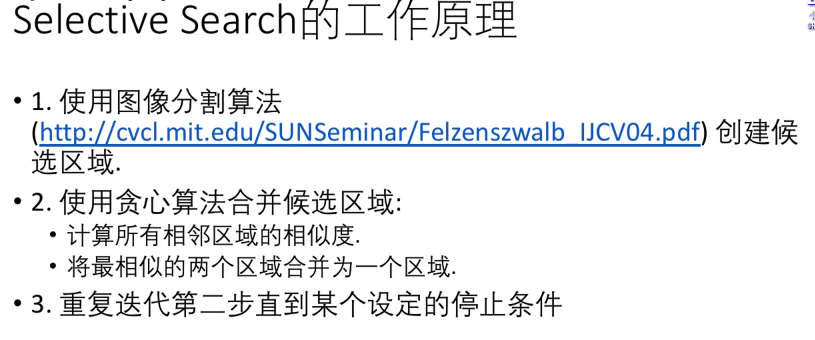 Selective Search的工作原理
• 1. 使用图像分割算法
(http://cvcl.mit.edu/SUNSeminar/Felzenszwalb_IJCV04.pdf) 创建候
选区域.
• 2. 使用贪心算法合并候选区域:
• 计算所有相邻区域的相似度.
• 将最相似的两个区域合并为一个区域.
• 3. 重复迭代第二步直到某个设定的停止条件